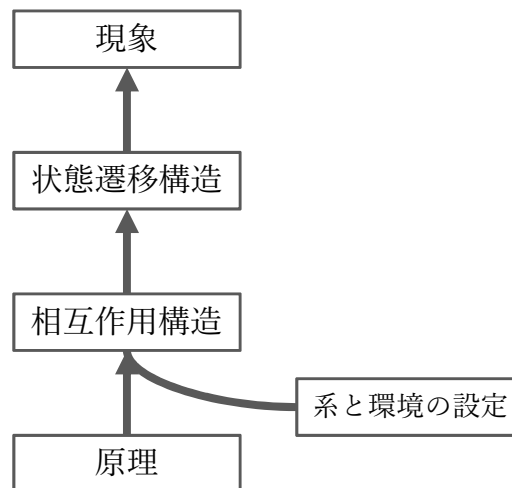 現象
状態遷移構造
相互作用構造
系と環境の設定
原理